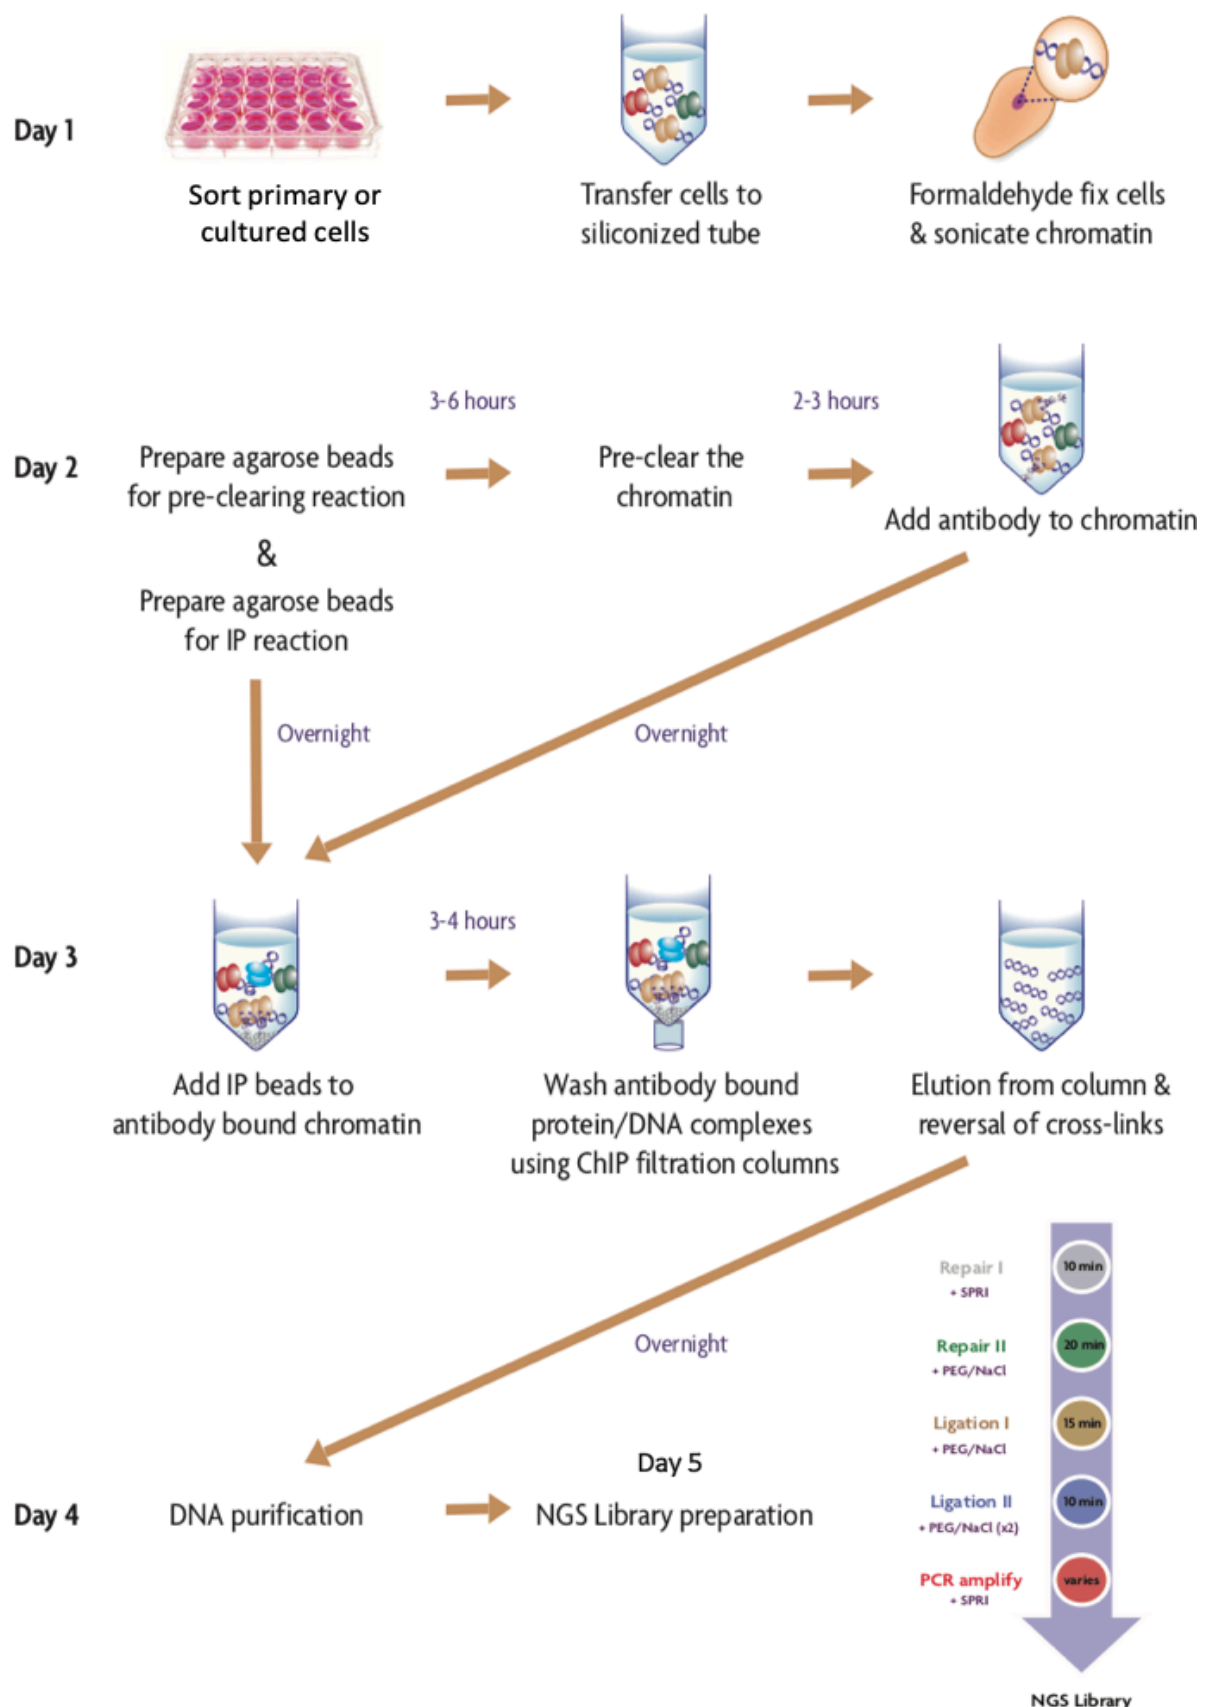 Day 1
Sort primary or
cultured cells
Transfer cells to
siliconized tube
Formaldehyde fix cells
& sonicate chromatin
Day 2
Prepare agarose beads
for pre-clearing reaction
&
Prepare agarose beads
for IP reaction
3-6 hours
Pre-clear the
chromatin
2-3 hours
Add antibody to chromatin
Overnight
Overnight
Day 3
Add IP beads to
antibody bound chromatin
3-4 hours
Wash antibody bound
protein/DNA complexes
using ChIP filtration columns
Elution from column &
reversal of cross-links
Overnight
Day 4
DNA purification
Day 5
NGS Library preparation
Repair I
+ SPRI
10 min
Repair II
+ PEG/NaCl
20 min
Ligation I
+ PEG/NaCl
15 min
Ligation II
+ PEG/NaCl (x2)
10 min
PCR amplify
+ SPRI
varies
NGS Library